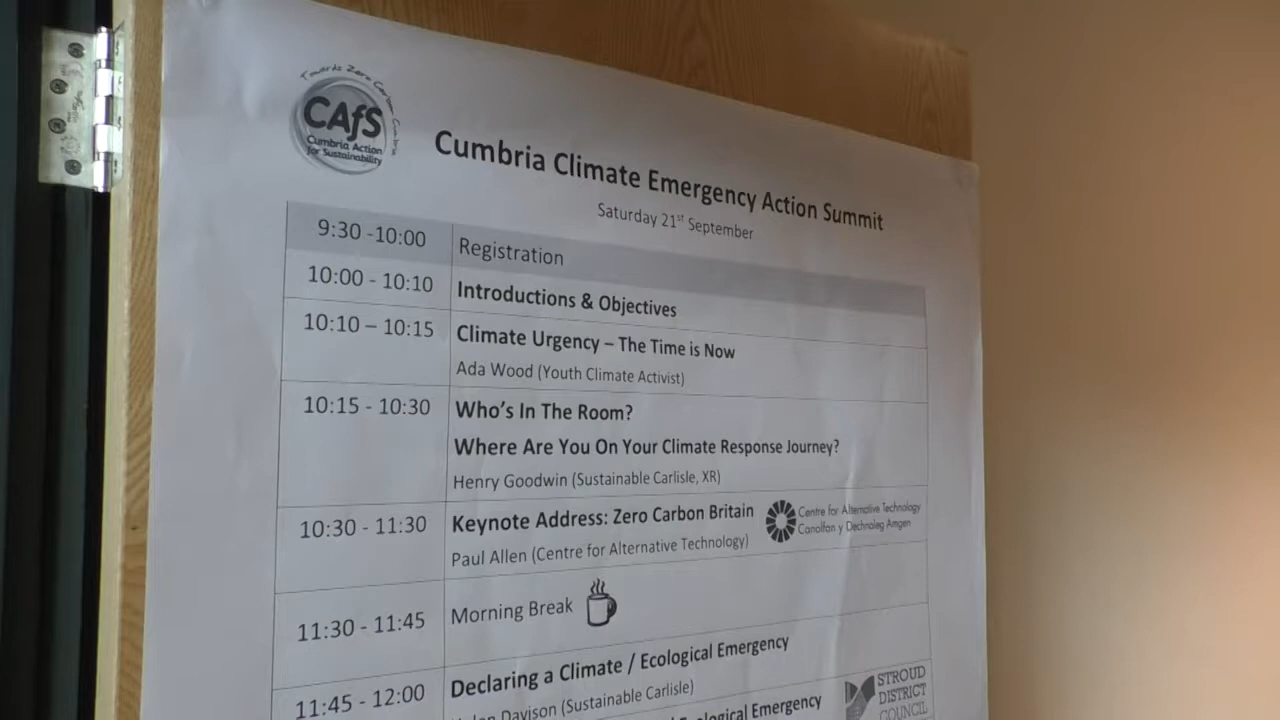 Towards Zero Carbon Cumbria
CAfS
Cumbria Action
for Sustainability
Cumbria Climate Emergency Action Summit
Saturday 21st September
9:30 -10:00 Registration
10:00 - 10:10 Introductions & Objectives
10:10 – 10:15 Climate Urgency – The Time is Now
Ada Wood (Youth Climate Activist)
10:15 - 10:30 Who's In The Room?
Where Are You On Your Climate Response Journey?
Henry Goodwin (Sustainable Carlisle, XR)
10:30 - 11:30 Keynote Address: Zero Carbon Britain
Centre for Alternative Technology
Canolfan y Dechnoleg Amgen
Paul Allen (Centre for Alternative Technology)
11:30 - 11:45 Morning Break
11:45 - 12:00 Declaring a Climate / Ecological Emergency
Davison (Sustainable Carlisle)
Ecological Emergency
STROUD
DISTRICT
COUNCIL